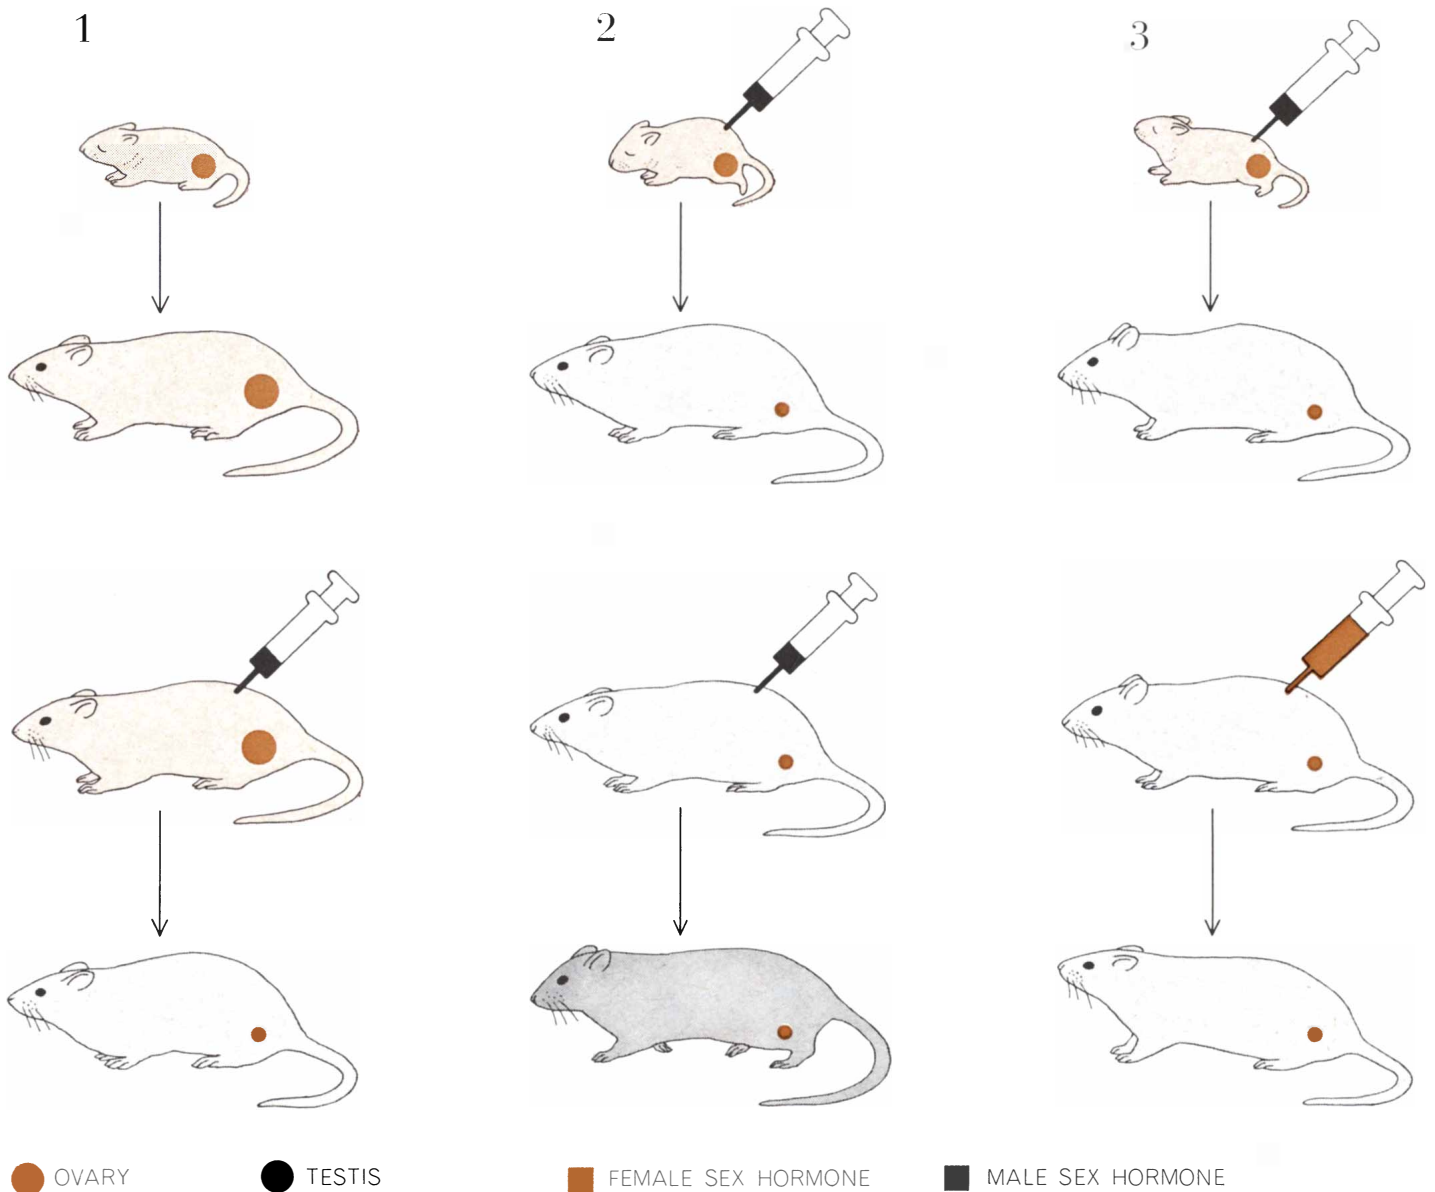 1
2
3
OVARY
TESTIS
FEMALE SEX HORMONE
MALE SEX HORMONE